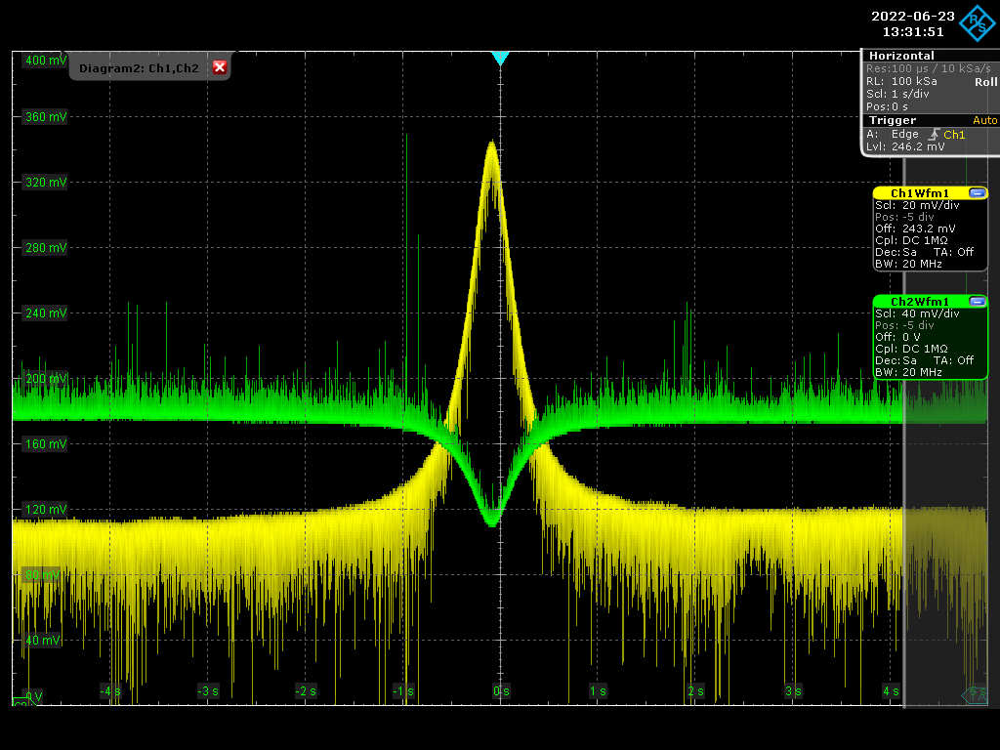 2022-06-23
13:31:51
R/S
400 mV
Diagram2: Ch1,Ch2
Horizontal
Res:100 µs / 10 kSa/s
RL: 100 kSa Roll
Scl: 1 s/div
Pos:0 s
Trigger Auto
A: Edge Ch1
Lvl: 246.2 mV
360 mV
320 mV
280 mV
240 mV
200 mV
160 mV
120 mV
80 mV
40 mV
0 V
Ch1Wfm1
Scl: 20 mV/div
Pos: -5 div
Off: 243.2 mV
Cpl: DC 1MΩ
Dec:Sa TA: Off
BW: 20 MHz
Ch2Wfm1
Scl: 40 mV/div
Pos: -5 div
Off: 0 V
Cpl: DC 1MΩ
Dec:Sa TA: Off
BW: 20 MHz
-4 s
-3 s
-2 s
-1 s
0 s
1 s
2 s
3 s
4 s